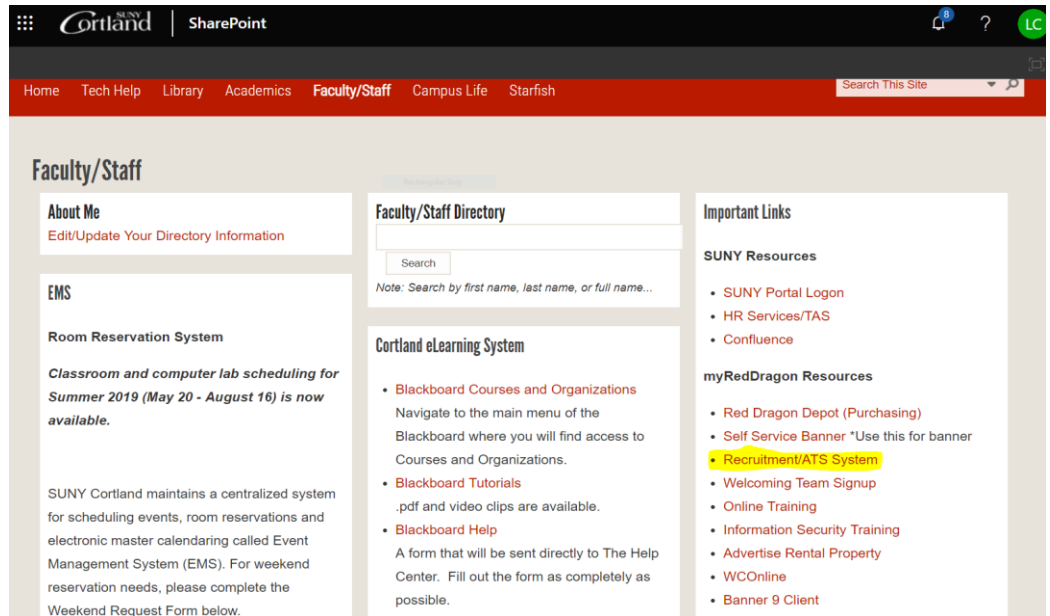 SUNY
Cortland
SharePoint
8
?
LC
Home Tech Help Library Academics Faculty/Staff Campus Life Starfish
Search This Site
Faculty/Staff
About Me
Edit/Update Your Directory Information
EMS
Room Reservation System
Classroom and computer lab scheduling for
Summer 2019 (May 20 - August 16) is now
available.
SUNY Cortland maintains a centralized system
for scheduling events, room reservations and
electronic master calendaring called Event
Management System (EMS). For weekend
reservation needs, please complete the
Weekend Request Form below.
Faculty/Staff Directory
Search
Note: Search by first name, last name, or full name...
Cortland eLearning System
• Blackboard Courses and Organizations
Navigate to the main menu of the
Blackboard where you will find access to
Courses and Organizations.
• Blackboard Tutorials
.pdf and video clips are available.
• Blackboard Help
A form that will be sent directly to The Help
Center. Fill out the form as completely as
possible.
Important Links
SUNY Resources
• SUNY Portal Logon
• HR Services/TAS
• Confluence
myRedDragon Resources
• Red Dragon Depot (Purchasing)
• Self Service Banner *Use this for banner
• Recruitment/ATS System
• Welcoming Team Signup
• Online Training
• Information Security Training
• Advertise Rental Property
• WCOnline
• Banner 9 Client